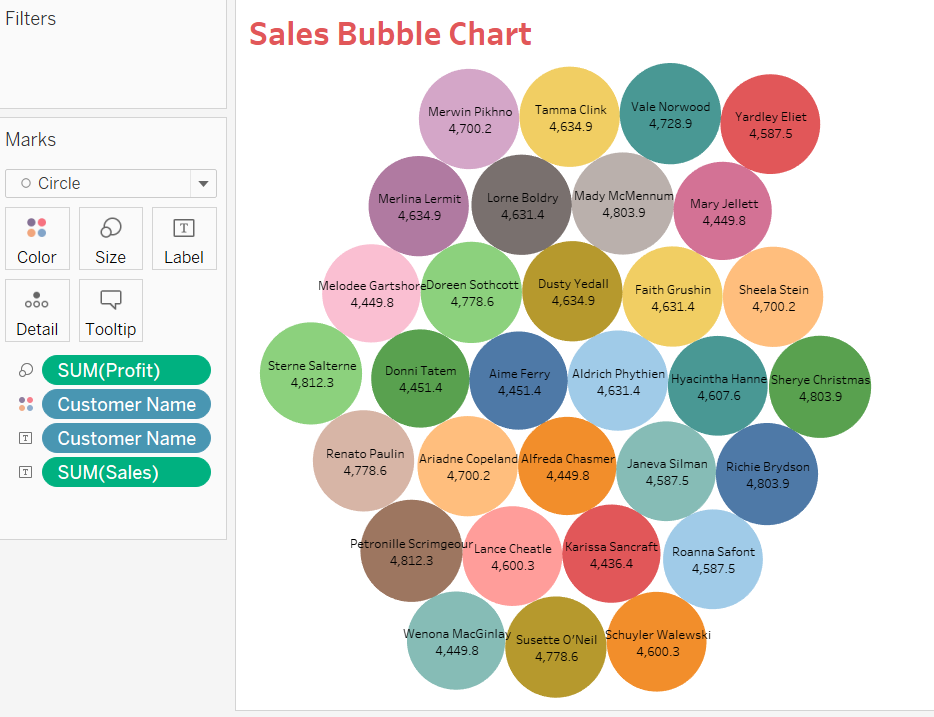 Filters
Marks
Circle
Color
Size
Label
Detail
Tooltip
SUM(Profit)
Customer Name
Customer Name
SUM(Sales)
Sales Bubble Chart
Merwin Pikhno
4,700.2
Tamma Clink
4,634.9
Vale Norwood
4,728.9
Yardley Eliet
4,587.5
Merlina Lermit
4,634.9
Lorne Boldry
4,631.4
Mady McMennum
4,803.9
Mary Jellett
4,449.8
Melodee Gartshore
4,449.8
Doreen Sothcott
4,778.6
Dusty Yedall
4,634.9
Faith Grushin
4,631.4
Sheela Stein
4,700.2
Sterne Salterne
4,812.3
Donni Tatem
4,451.4
Aime Ferry
4,451.4
Aldrich Phythien
4,631.4
Hyacintha Hanne
4,607.6
Sherye Christmas
4,803.9
Renato Paulin
4,778.6
Ariadne Copeland
4,700.2
Alfreda Chasmer
4,449.8
Janeva Silman
4,587.5
Richie Brydson
4,803.9
Petronille Scrimgeour
4,812.3
Lance Cheatle
4,600.3
Karissa Sancraft
4,436.4
Roanna Safont
4,587.5
Wenona MacGinlay
4,449.8
Susette O’Neil
4,778.6
Schuyler Walewski
4,600.3